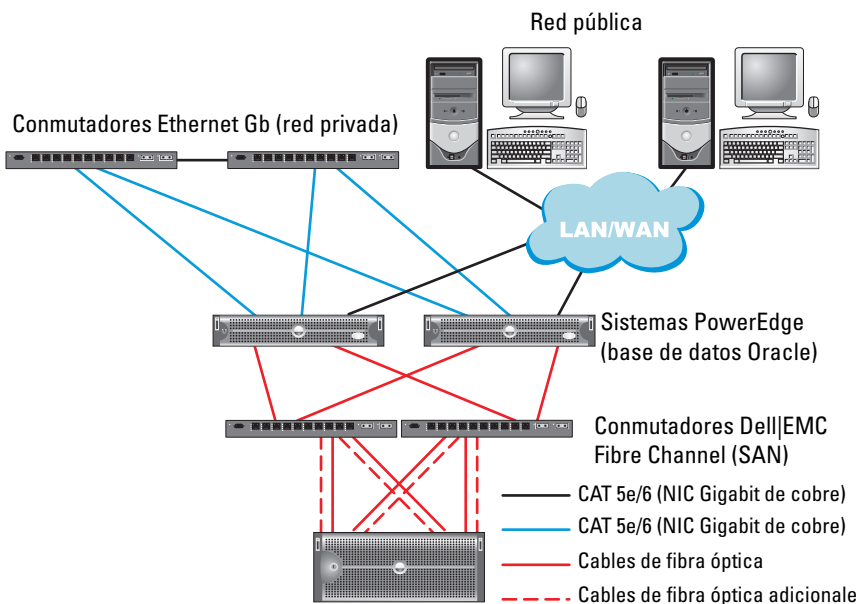 Red pública
Conmutadores Ethernet Gb (red privada)
LAN/WAN
Sistemas PowerEdge
(base de datos Oracle)
Conmutadores Dell|EMC
Fibre Channel (SAN)
CAT 5e/6 (NIC Gigabit de cobre)
CAT 5e/6 (NIC Gigabit de cobre)
Cables de fibra óptica
Cables de fibra óptica adicionale